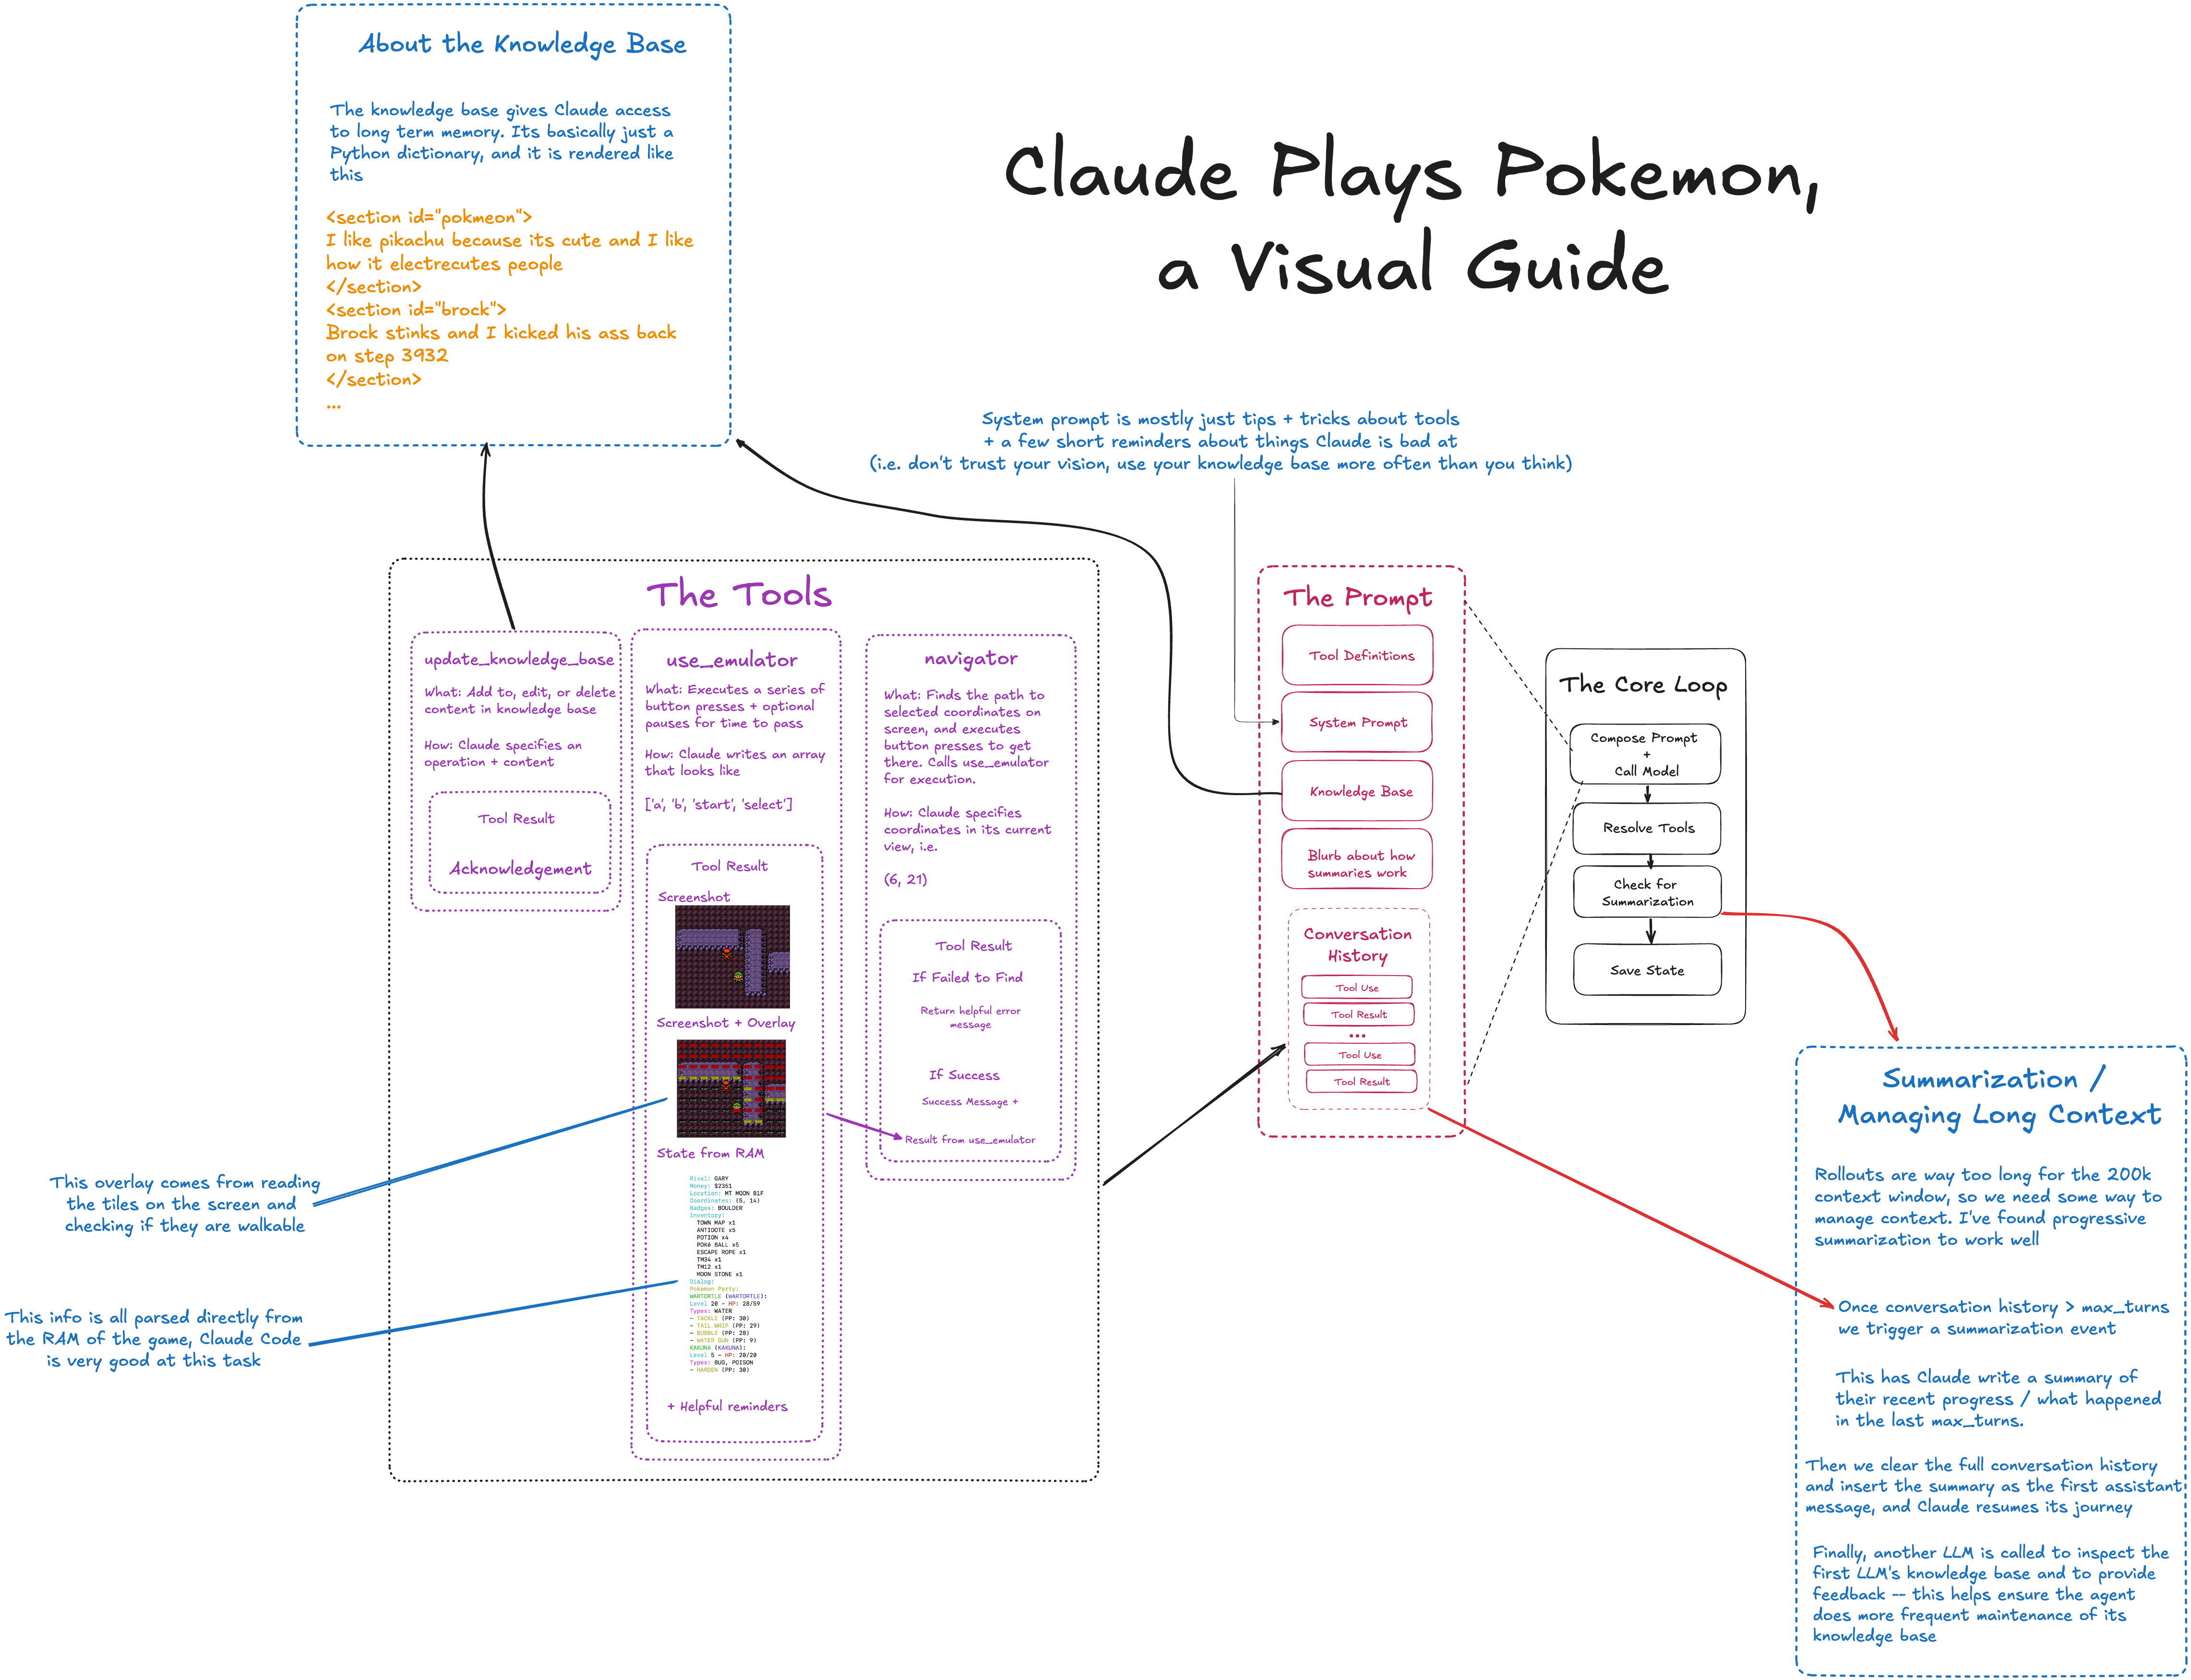 About the Knowledge Base
The knowledge base gives Claude access
to long term memory. Its basically just a
Python dictionary, and it is rendered like
this
<section id="pokmeon">
I like pikachu because its cute and I like
how it electrecutes people
</section>
<section id="brock">
Brock stinks and I kicked his ass back
on step 3932
</section>
...
Claude Plays Pokemon,
a Visual Guide
System prompt is mostly just tips + tricks about tools
+ a few short reminders about things Claude is bad at
(i.e. don't trust your vision, use your knowledge base more often than you think)
The Tools
update_knowledge_base
What: Add to, edit, or delete
content in knowledge base
How: Claude specifies an
operation + content
Tool Result
Acknowledgement
use_emulator
What: Executes a series of
button presses + optional
pauses for time to pass
How: Claude writes an array
that looks like
['a', 'b', 'start', 'select']
Tool Result
Screenshot
Screenshot + Overlay
State from RAM
Rival: GARY
Money: $2351
Location: MT MOON B1F
Coordinates: (5, 14)
Badges: BOULDER
Inventory:
TOWN MAP x1
ANTIDOTE x5
POTION x4
POKé BALL x5
ESCAPE ROPE x1
TM34 x1
TM12 x1
MOON STONE x1
Dialog:
Pokemon Party:
WARTORTLE (WARTORTLE):
Level 20 - HP: 28/59
Types: WATER
- TACKLE (PP: 30)
- TAIL WHIP (PP: 29)
- BUBBLE (PP: 28)
- WATER GUN (PP: 9)
KAKUNA (KAKUNA):
Level 5 - HP: 20/20
Types: BUG, POISON
- HARDEN (PP: 30)
+ Helpful reminders
navigator
What: Finds the path to
selected coordinates on
screen, and executes
button presses to get
there. Calls use_emulator
for execution.
How: Claude specifies
coordinates in its current
view, i.e.
(6, 21)
Tool Result
If Failed to Find
Return helpful error
message
If Success
Success Message +
Result from use_emulator
This overlay comes from reading
the tiles on the screen and
checking if they are walkable
This info is all parsed directly from
the RAM of the game, Claude Code
is very good at this task
The Prompt
Tool Definitions
System Prompt
Knowledge Base
Blurb about how
summaries work
Conversation
History
Tool Use
Tool Result
...
Tool Use
Tool Result
The Core Loop
Compose Prompt
+
Call Model
Resolve Tools
Check for
Summarization
Save State
Summarization /
Managing Long Context
Rollouts are way too long for the 200k
context window, so we need some way to
manage context. I've found progressive
summarization to work well
Once conversation history > max_turns
we trigger a summarization event
This has Claude write a summary of
their recent progress / what happened
in the last max_turns.
Then we clear the full conversation history
and insert the summary as the first assistant
message, and Claude resumes its journey
Finally, another LLM is called to inspect the
first LLM's knowledge base and to provide
feedback -- this helps ensure the agent
does more frequent maintenance of its
knowledge base